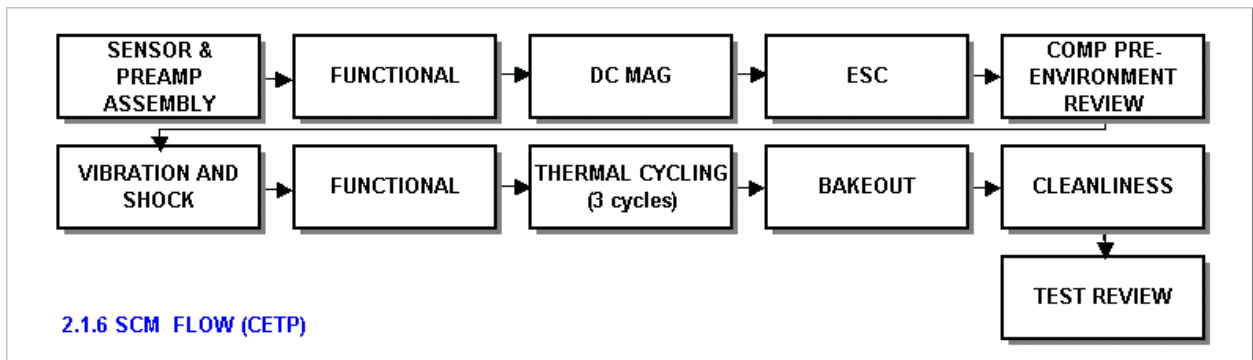 SENSOR &
PREAMP
ASSEMBLY
FUNCTIONAL
DC MAG
ESC
COMP PRE-
ENVIRONMENT
REVIEW
VIBRATION AND
SHOCK
FUNCTIONAL
THERMAL CYCLING
(3 cycles)
BAKEOUT
CLEANLINESS
TEST REVIEW
2.1.6 SCM FLOW (CETP)